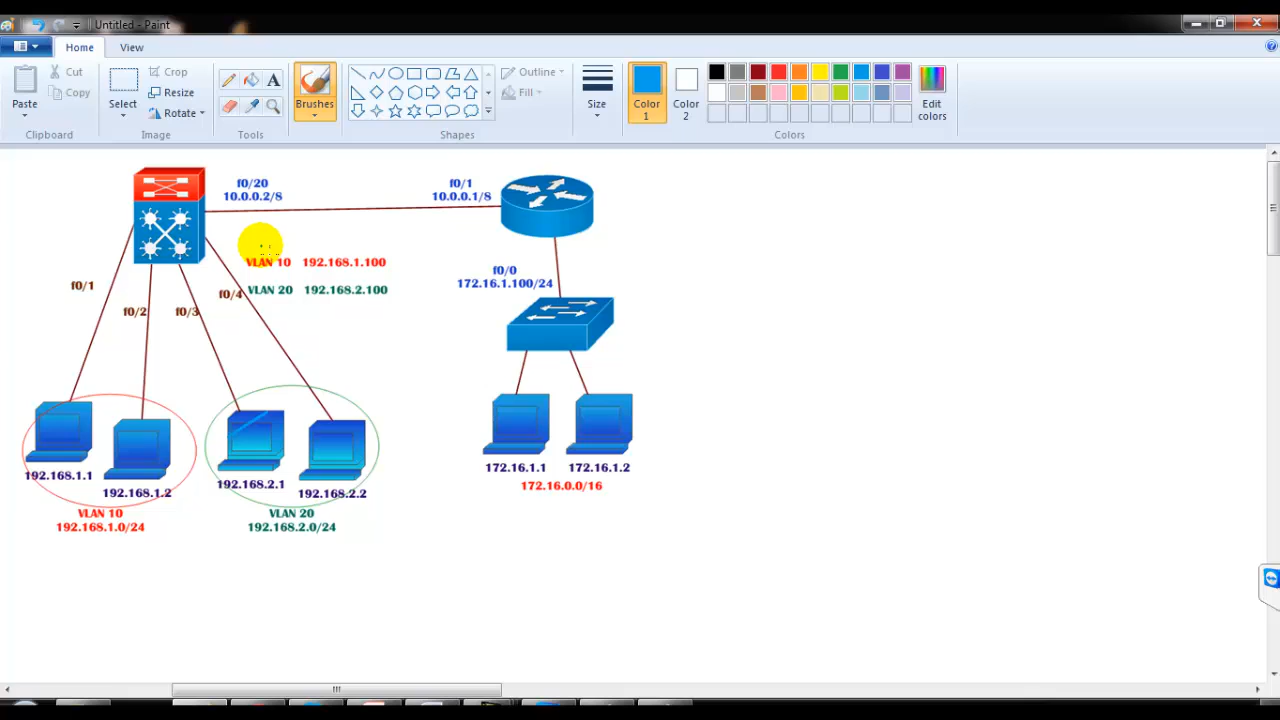 Untitled - Paint
Home
View
Paste
Cut
Copy
Clipboard
Select
Crop
Resize
Rotate
Image
Tools
Brushes
Outline
Fill
Shapes
Size
Color
1
Color
2
Edit
colors
Colors
f0/20
10.0.0.2/8
f0/1
10.0.0.1/8
VLAN 10 192.168.1.100
VLAN 20 192.168.2.100
f0/0
172.16.1.100/24
f0/1
f0/2
f0/3
f0/4
192.168.1.1
192.168.1.2
192.168.2.1
192.168.2.2
172.16.1.1
172.16.1.2
172.16.0.0/16
VLAN 10
192.168.1.0/24
VLAN 20
192.168.2.0/24